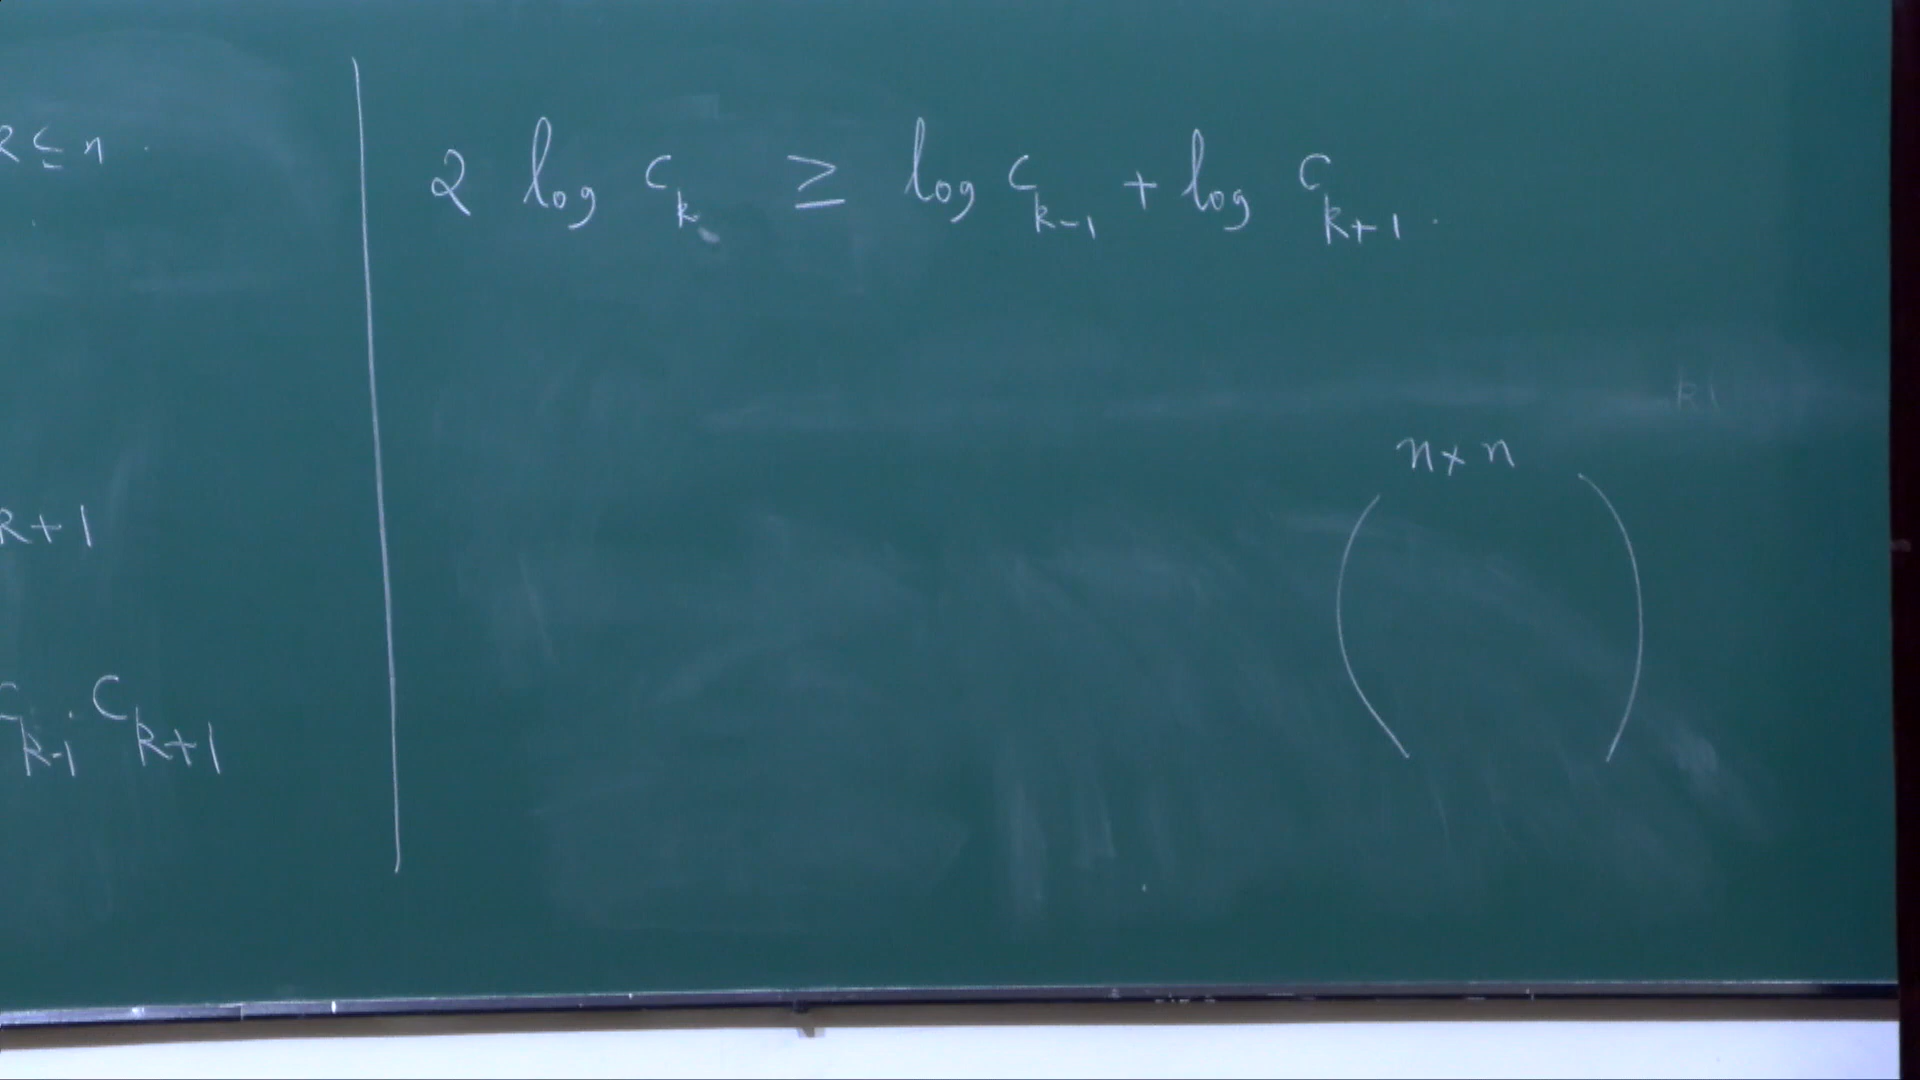 k ≤ n .
k+1
c_{k-1} · c_{k+1}
2 log c_k ≥ log c_{k-1} + log c_{k+1} .
n × n
( )